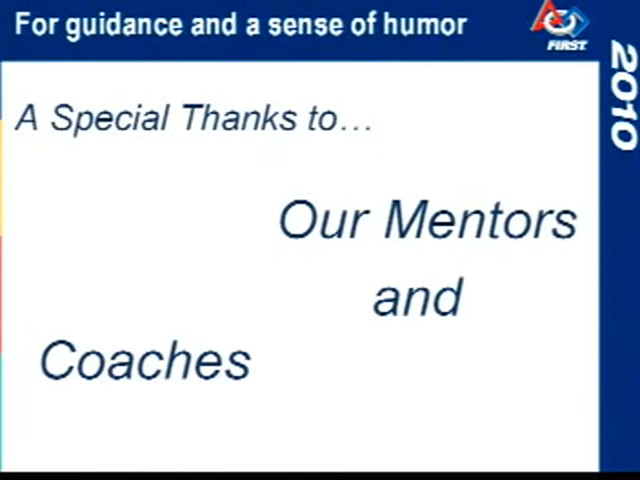 For guidance and a sense of humor
FIRST
2010
A Special Thanks to…
Our Mentors
and
Coaches